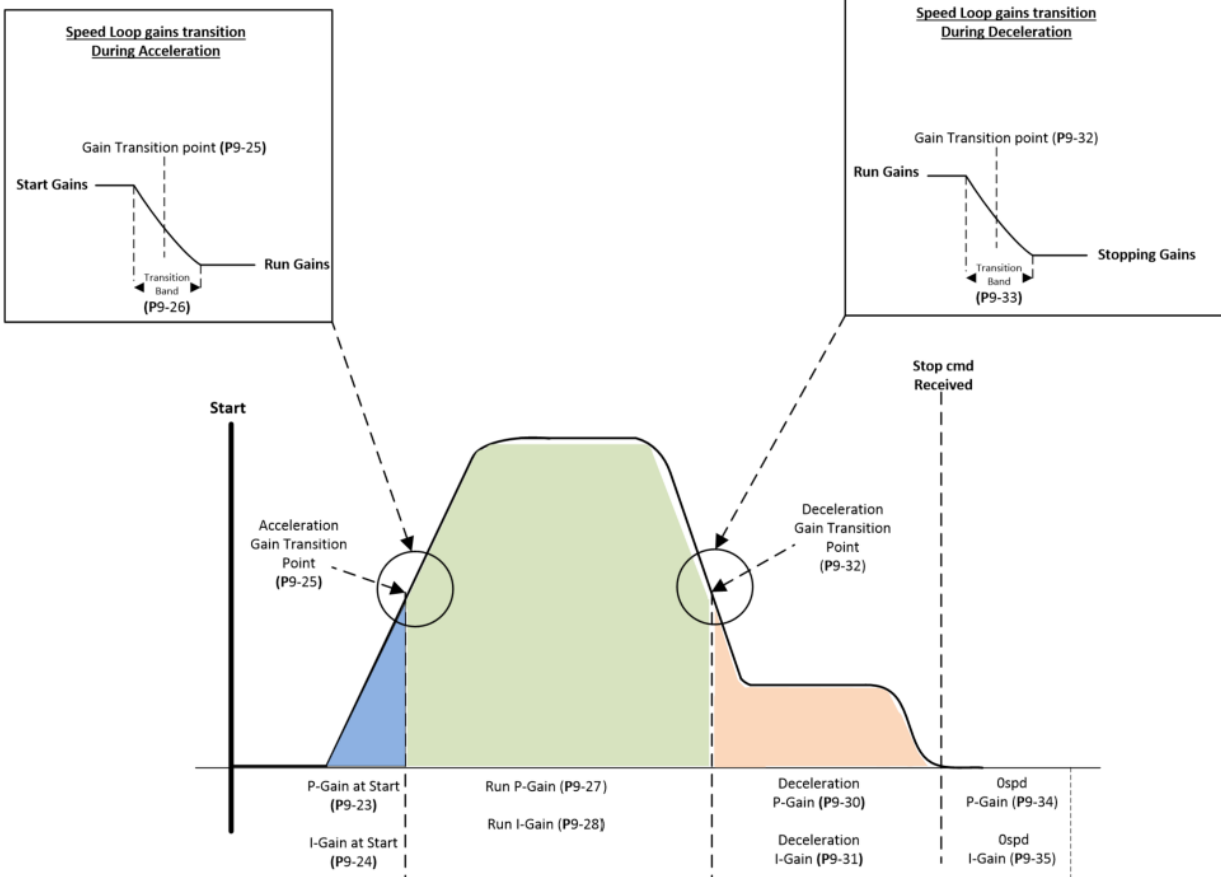 Speed Loop gains transition
During Acceleration
Gain Transition point (P9-25)
Start Gains
Run Gains
Transition
Band
(P9-26)
Speed Loop gains transition
During Deceleration
Gain Transition point (P9-32)
Run Gains
Stopping Gains
Transition
Band
(P9-33)
Stop cmd
Received
Start
Acceleration
Gain Transition
Point
(P9-25)
Deceleration
Gain Transition
Point
(P9-32)
P-Gain at Start
(P9-23)
I-Gain at Start
(P9-24)
Run P-Gain (P9-27)
Run I-Gain (P9-28)
Deceleration
P-Gain (P9-30)
Deceleration
I-Gain (P9-31)
0spd
P-Gain (P9-34)
0spd
I-Gain (P9-35)